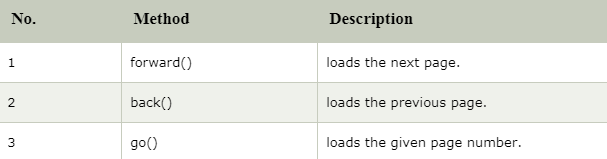 No. Method Description
1 forward() loads the next page.
2 back() loads the previous page.
3 go() loads the given page number.